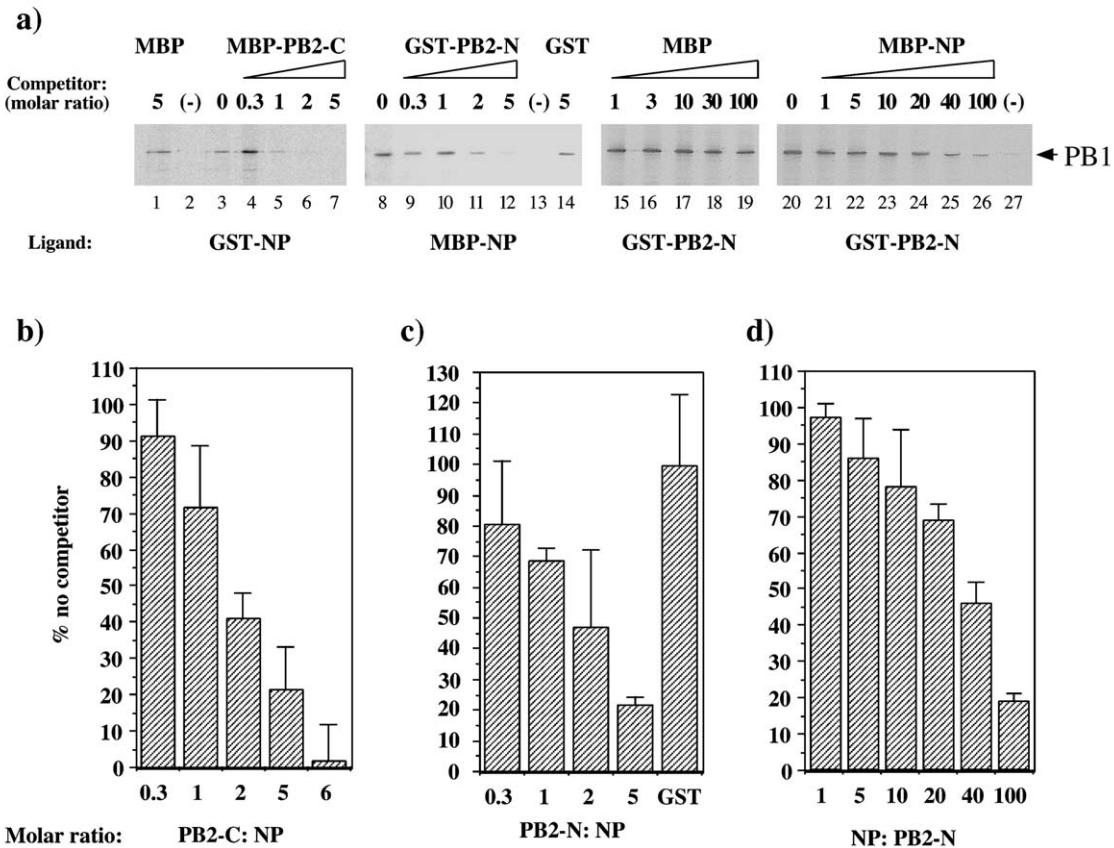 a)
MBP MBP-PB2-C GST-PB2-N GST MBP MBP-NP
Competitor:
(molar ratio) 5 (-) 0 0.3 1 2 5 0 0.3 1 2 5 (-) 5 1 3 10 30 100 0 1 5 10 20 40 100 (-)
PB1
1 2 3 4 5 6 7 8 9 10 11 12 13 14 15 16 17 18 19 20 21 22 23 24 25 26 27
Ligand: GST-NP MBP-NP GST-PB2-N GST-PB2-N
b)
% no competitor
110
100
90
80
70
60
50
40
30
20
10
0
0.3 1 2 5 6
Molar ratio: PB2-C: NP
c)
130
120
110
100
90
80
70
60
50
40
30
20
10
0
0.3 1 2 5 GST
PB2-N: NP
d)
110
100
90
80
70
60
50
40
30
20
10
0
1 5 10 20 40 100
NP: PB2-N